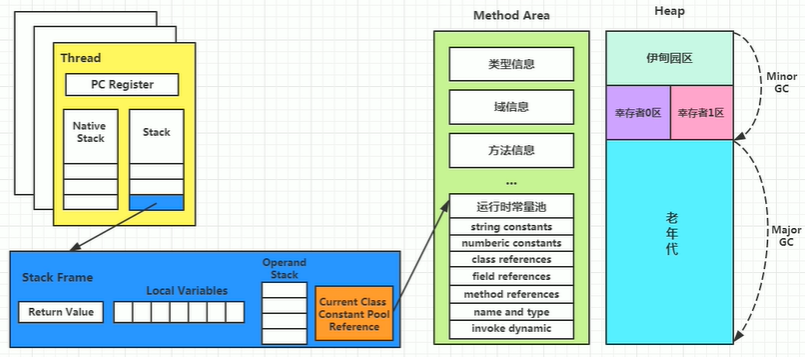 Thread
PC Register
Native
Stack
Stack
Stack Frame
Return Value
Local Variables
Operand
Stack
Current Class
Constant Pool
Reference
Method Area
类型信息
域信息
方法信息
...
运行时常量池
string constants
numberic constants
class references
field references
method references
name and type
invoke dynamic
Heap
伊甸园区
幸存者0区
幸存者1区
老
年
代
Minor
GC
Major
GC